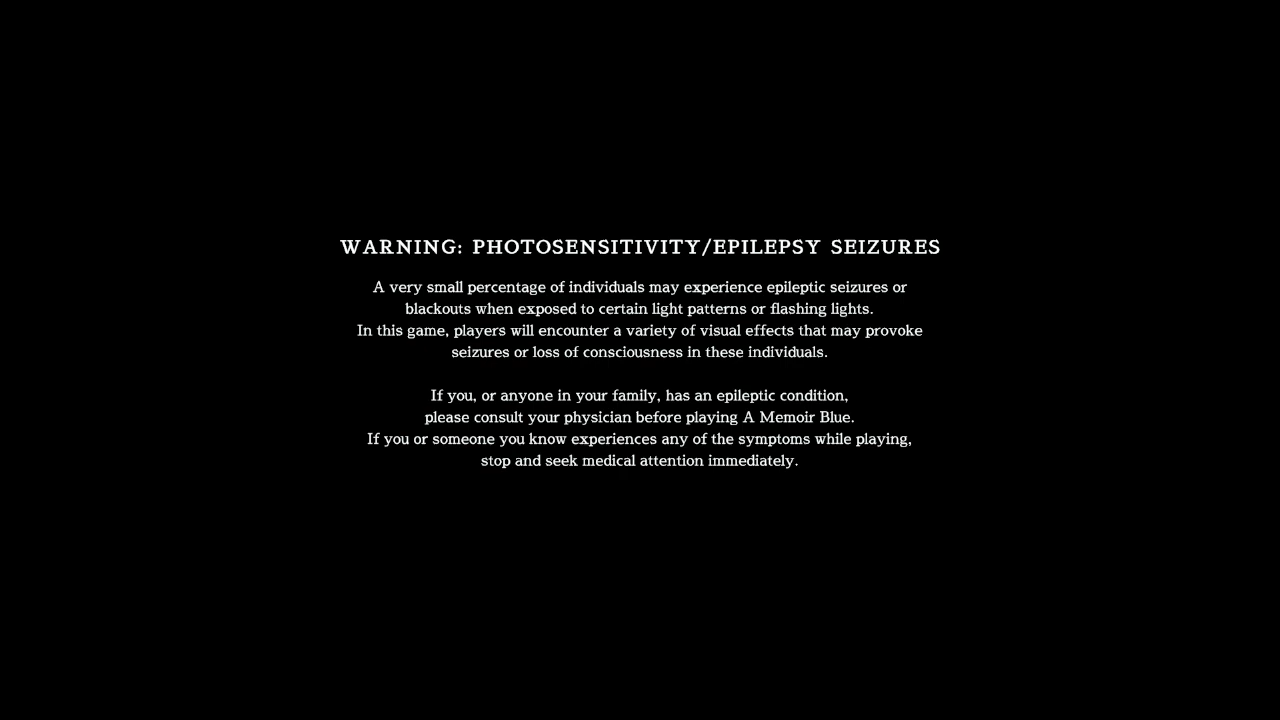 WARNING: PHOTOSENSITIVITY/EPILEPSY SEIZURES
A very small percentage of individuals may experience epileptic seizures or
blackouts when exposed to certain light patterns or flashing lights.
In this game, players will encounter a variety of visual effects that may provoke
seizures or loss of consciousness in these individuals.
If you, or anyone in your family, has an epileptic condition,
please consult your physician before playing A Memoir Blue.
If you or someone you know experiences any of the symptoms while playing,
stop and seek medical attention immediately.